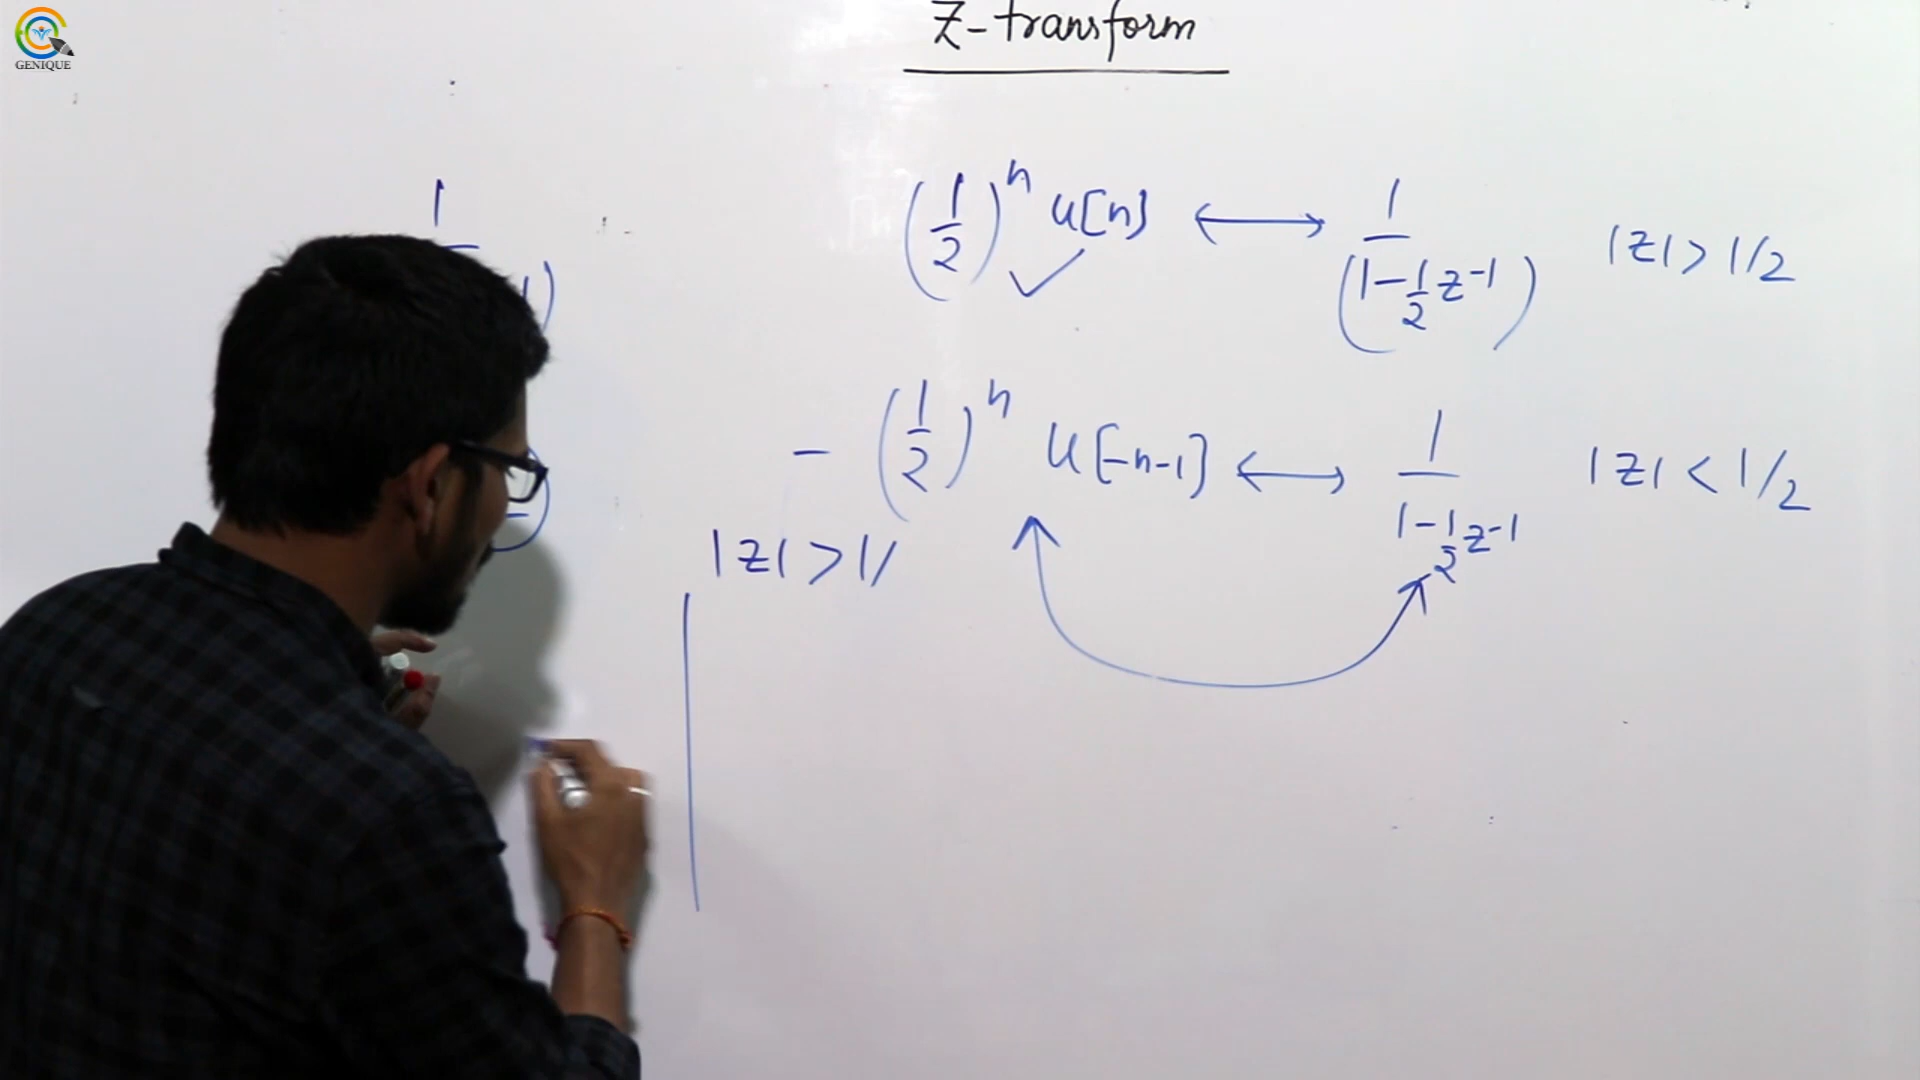 GENIQUE
Z-transform
(1/2)^n u[n] ↔ 1/(1-1/2 z^-1) |z| > 1/2
- (1/2)^n u[-n-1] ↔ 1/1-1/2 z^-1 |z| < 1/2
|z| > 1/
1